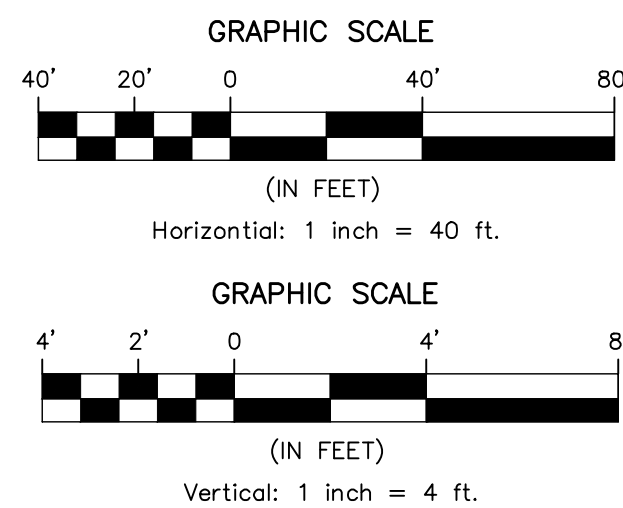 GRAPHIC SCALE
40' 20' 0 40' 80
(IN FEET)
Horizontial: 1 inch = 40 ft.
GRAPHIC SCALE
4' 2' 0 4' 8
(IN FEET)
Vertical: 1 inch = 4 ft.